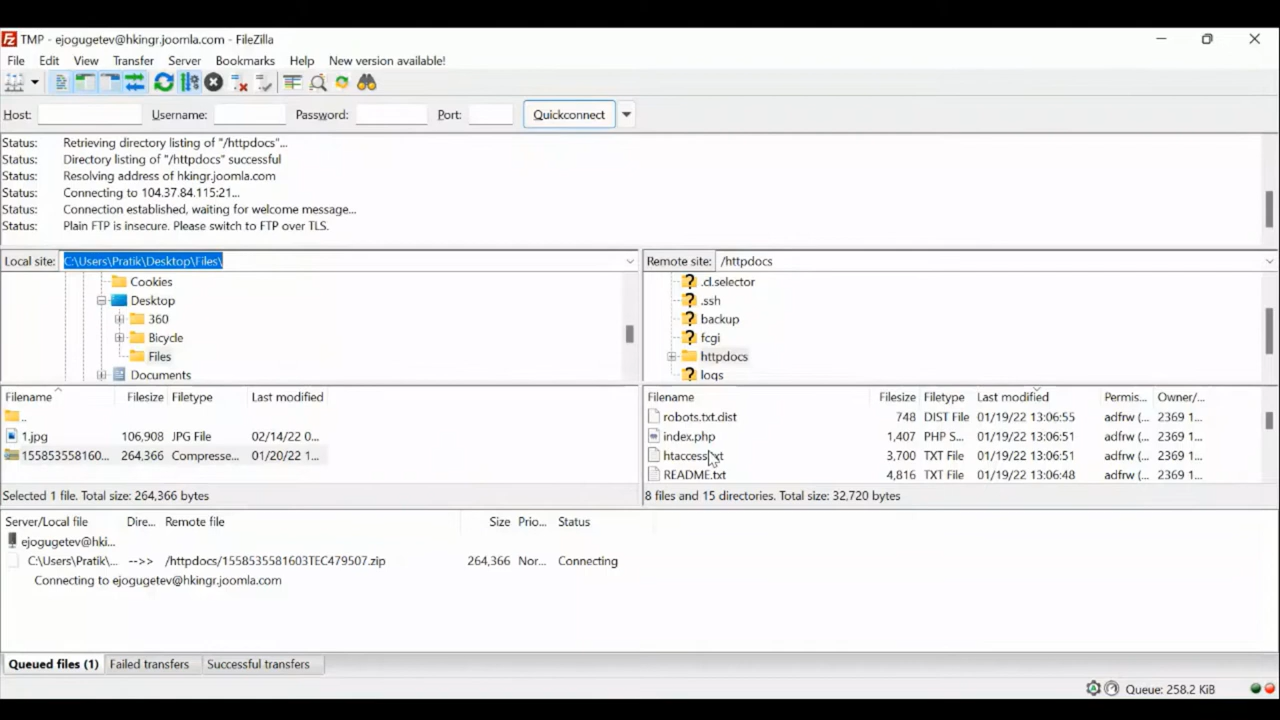 TMP - ejogugetev@hkingr.joomla.com - FileZilla
File Edit View Transfer Server Bookmarks Help New version available!
Host: Username: Password: Port: Quickconnect
Status: Retrieving directory listing of "/httpdocs"...
Status: Directory listing of "/httpdocs" successful
Status: Resolving address of hkingr.joomla.com
Status: Connecting to 104.37.84.115:21...
Status: Connection established, waiting for welcome message...
Status: Plain FTP is insecure. Please switch to FTP over TLS.
Local site: C:\Users\Pratik\Desktop\Files\
Cookies
Desktop
360
Bicycle
Files
Documents
Remote site: /httpdocs
.cl.selector
.ssh
backup
fcgi
httpdocs
logs
Filename Filesize Filetype Last modified
..
1.jpg 106,908 JPG File 02/14/22 0...
155853558160... 264,366 Compresse... 01/20/22 1...
Selected 1 file. Total size: 264,366 bytes
Filename Filesize Filetype Last modified Permis... Owner/...
robots.txt.dist 748 DIST File 01/19/22 13:06:55 adfrw (... 2369 1...
index.php 1,407 PHP S... 01/19/22 13:06:51 adfrw (... 2369 1...
htaccess.txt 3,700 TXT File 01/19/22 13:06:51 adfrw (... 2369 1...
README.txt 4,816 TXT File 01/19/22 13:06:48 adfrw (... 2369 1...
8 files and 15 directories. Total size: 32,720 bytes
Server/Local file Dire... Remote file Size Prio... Status
ejogugetev@hki...
C:\Users\Pratik\... -->> /httpdocs/1558535581603TEC479507.zip 264,366 Nor... Connecting
Connecting to ejogugetev@hkingr.joomla.com
Queued files (1) Failed transfers Successful transfers
Queue: 258.2 KiB